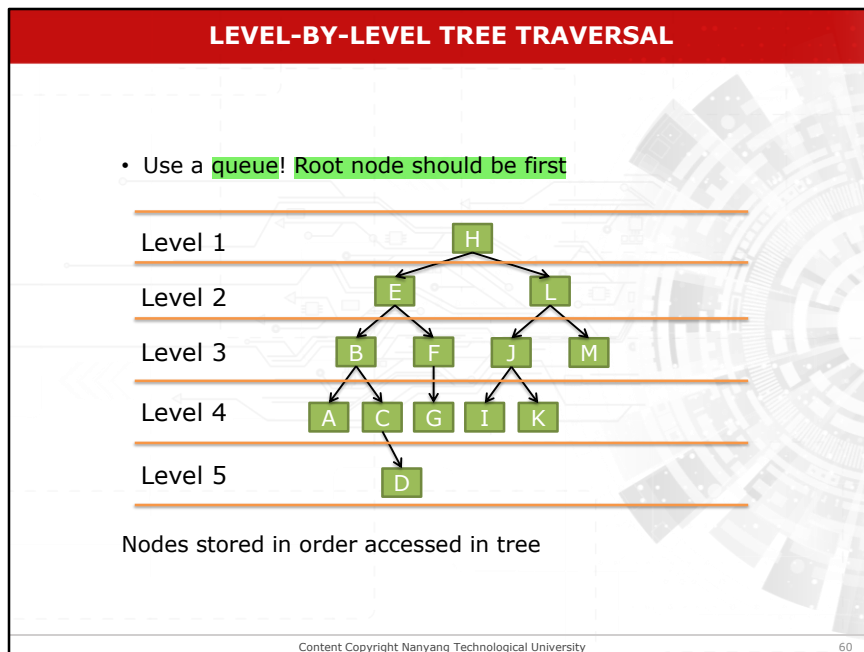 LEVEL-BY-LEVEL TREE TRAVERSAL
• Use a queue! Root node should be first
Level 1 H
Level 2 E L
Level 3 B F J M
Level 4 A C G I K
Level 5 D
Nodes stored in order accessed in tree
Content Copyright Nanyang Technological University 60